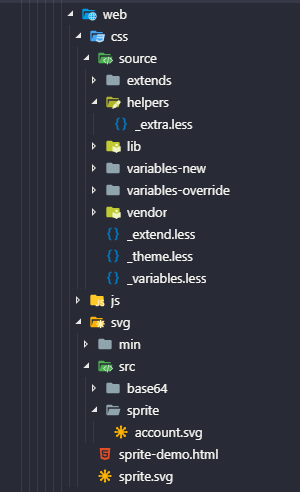 web
css
source
extends
helpers
_extra.less
lib
variables-new
variables-override
vendor
_extend.less
_theme.less
_variables.less
js
svg
min
src
base64
sprite
account.svg
sprite-demo.html
sprite.svg